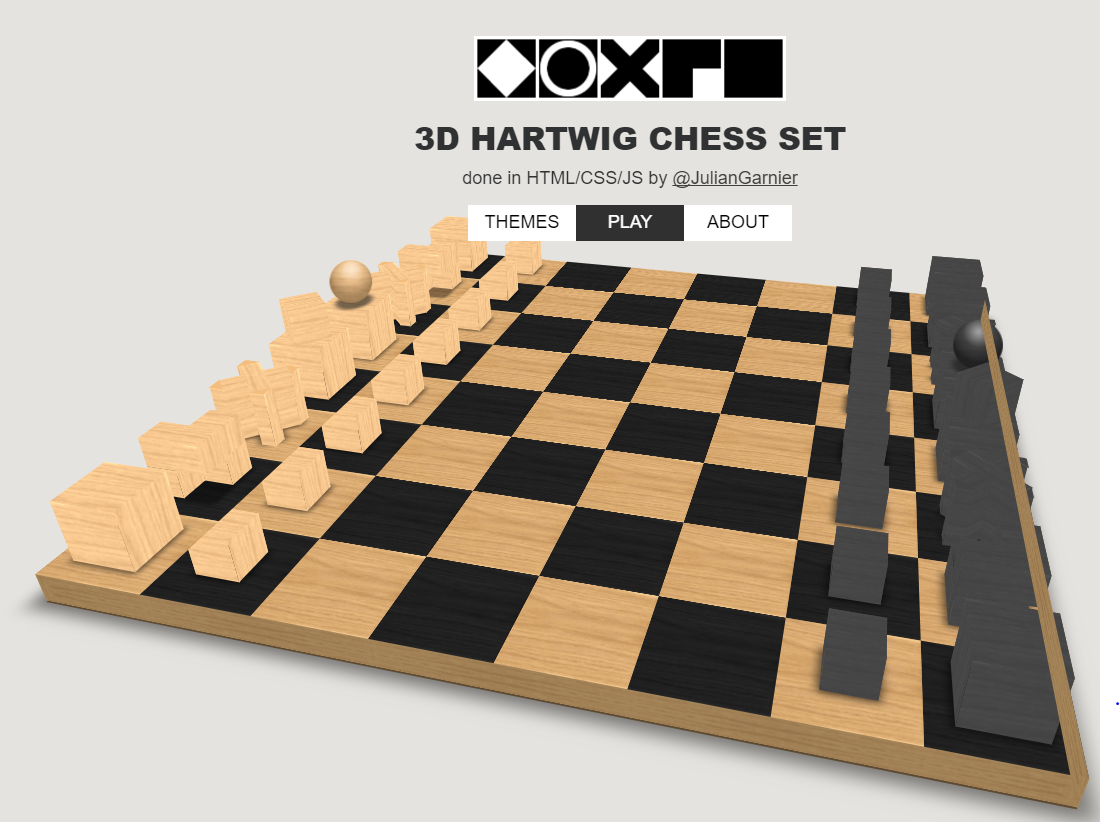 3D HARTWIG CHESS SET
done in HTML/CSS/JS by @JulianGarnier
THEMES PLAY ABOUT